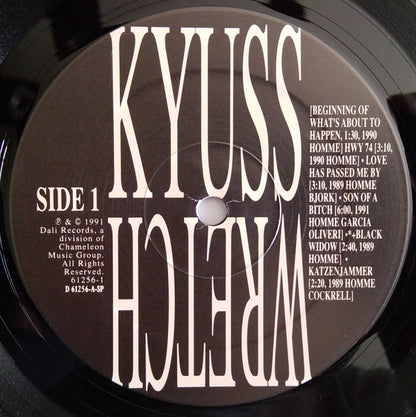 KYUSS
SIDE 1
℗ & © 1991
Dali Records, a
division of
Chameleon
Music Group.
All Rights
Reserved.
61256-1
D 61256-A-SP
[BEGINNING OF
WHAT'S ABOUT TO
HAPPEN, 1:30, 1990
HOMME] HWY 74 [3:10,
1990 HOMME] • LOVE
HAS PASSED ME BY
[3:10, 1989 HOMME
BJORK] • SON OF A
BITCH [6:00, 1991
HOMME GARCIA
OLIVERI] •*•BLACK
WIDOW [2:40, 1989
HOMME] •
KATZENJAMMER
[2:20, 1989 HOMME
COCKRELL]
WRETCH